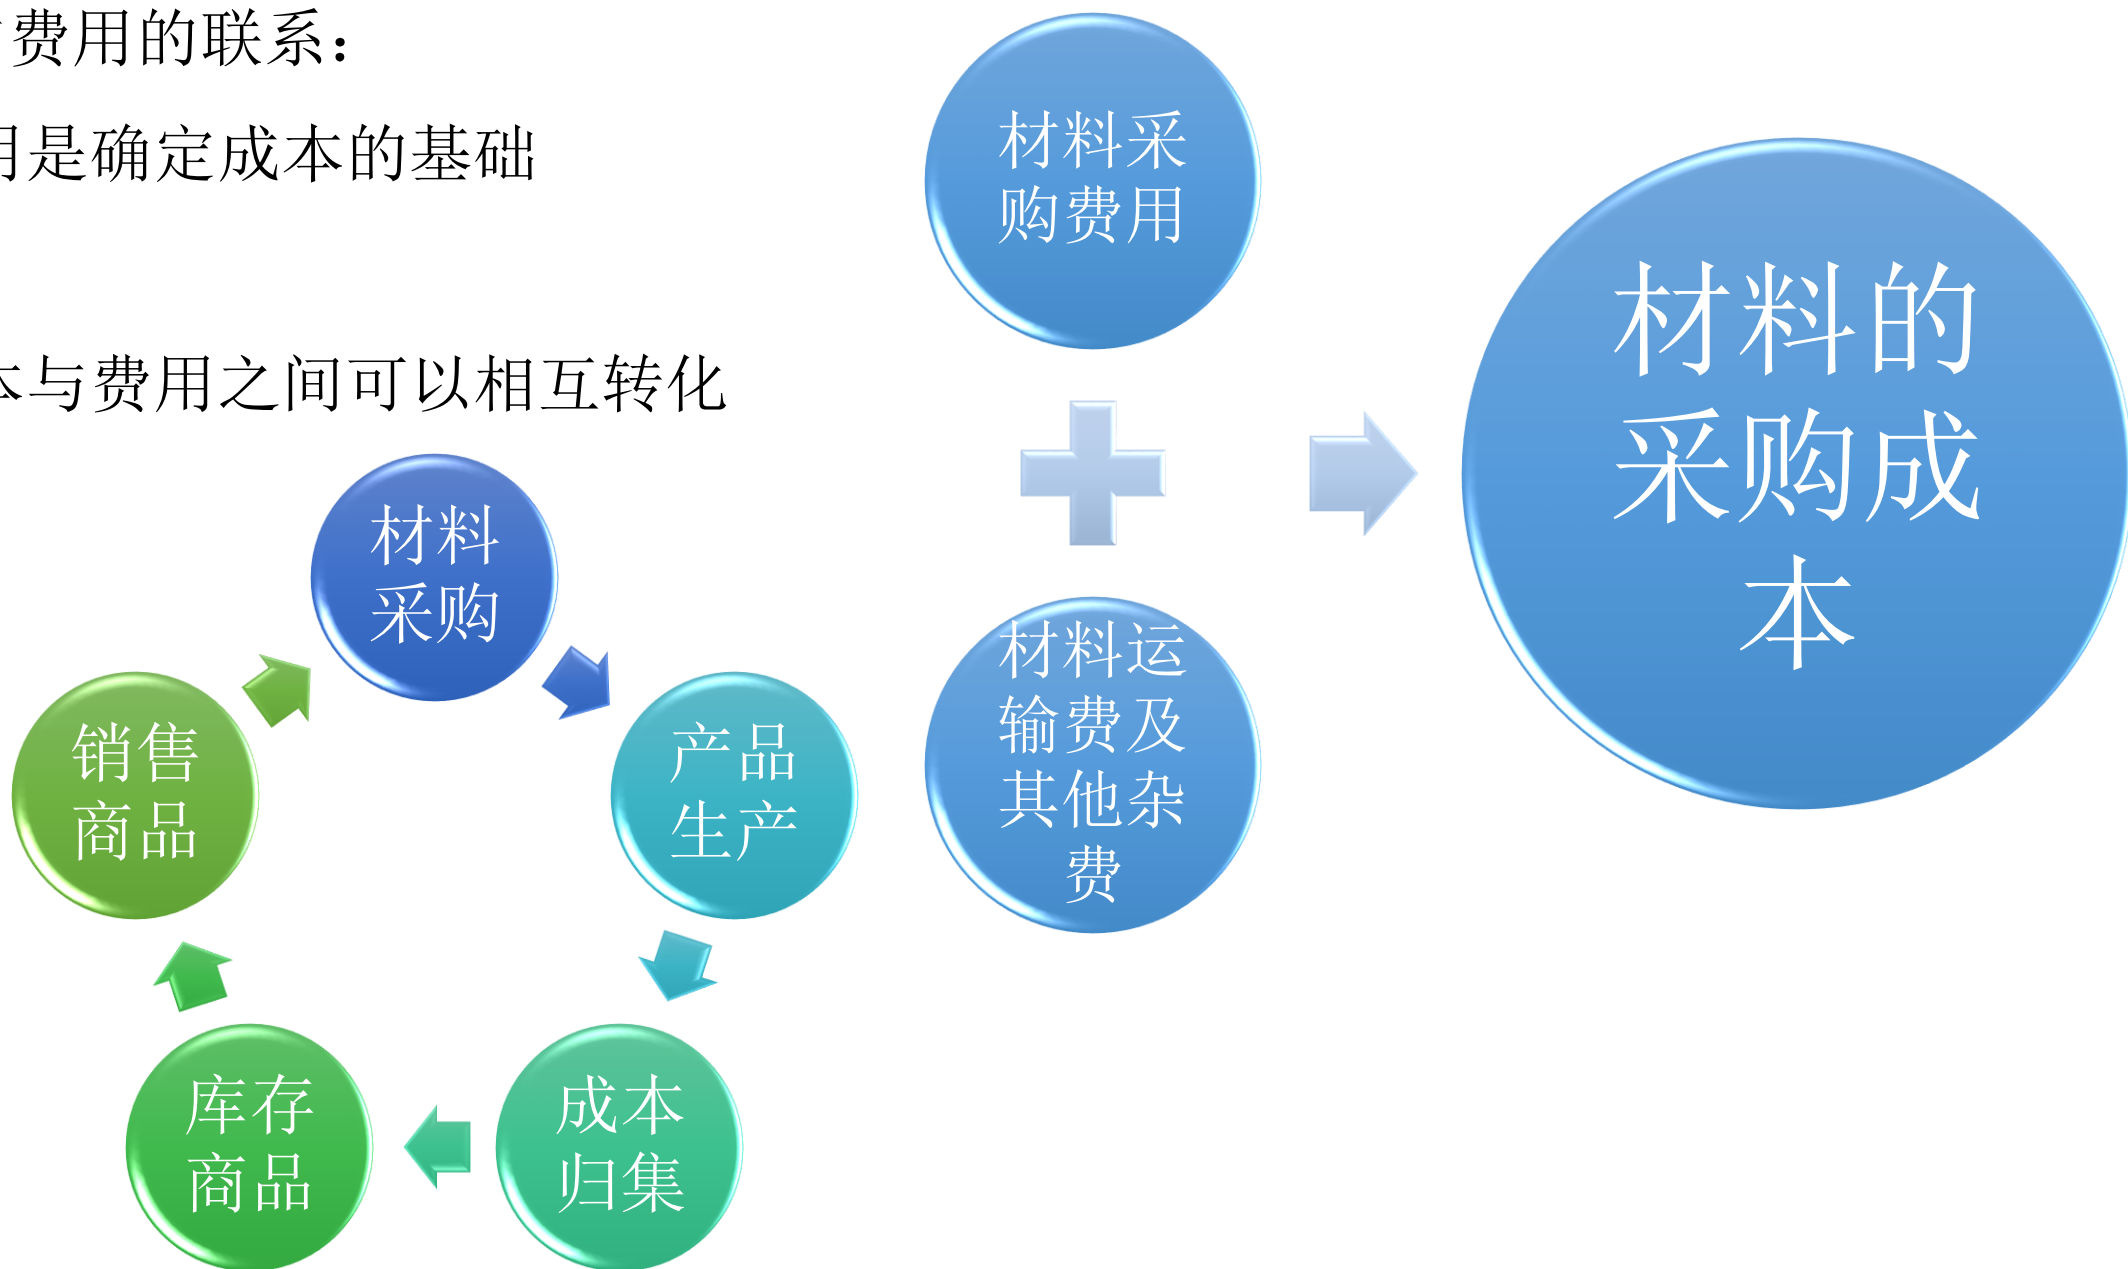 费用的联系：
是确定成本的基础
与费用之间可以相互转化
材料
采购
产品
生产
成本
归集
库存
商品
销售
商品
材料采
购费用
材料运
输费及
其他杂
费
材料的
采购成
本